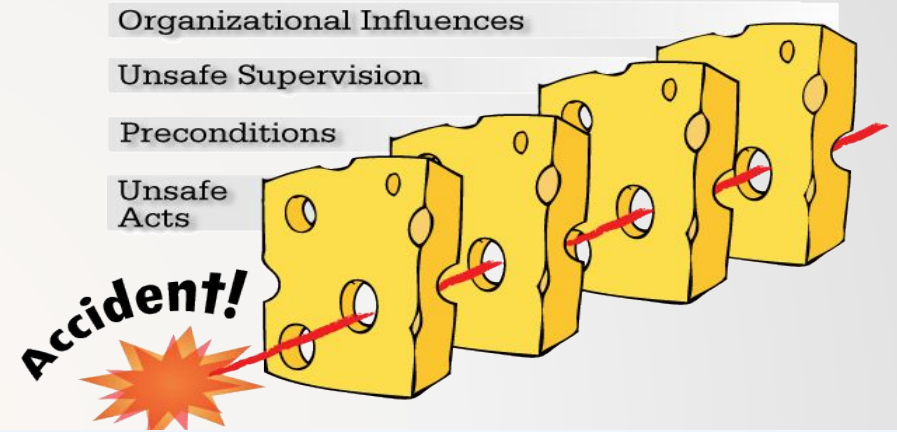 Organizational Influences
Unsafe Supervision
Preconditions
Unsafe
Acts
Accident!